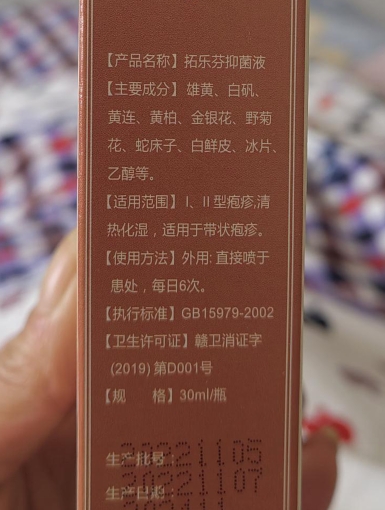 【产品名称】拓乐芬抑菌液
【主要成分】雄黄、白矾、
黄连、黄柏、金银花、野菊
花、蛇床子、白鲜皮、冰片、
乙醇等。
【适用范围】I、II型疱疹,清
热化湿，适用于带状疱疹。
【使用方法】外用:直接喷于
患处，每日6次。
【执行标准】GB15979-2002
【卫生许可证】赣卫消证字
(2019)第D001号
【规 格】30ml/瓶
生产批号: 20221105
生产日期: 20221107